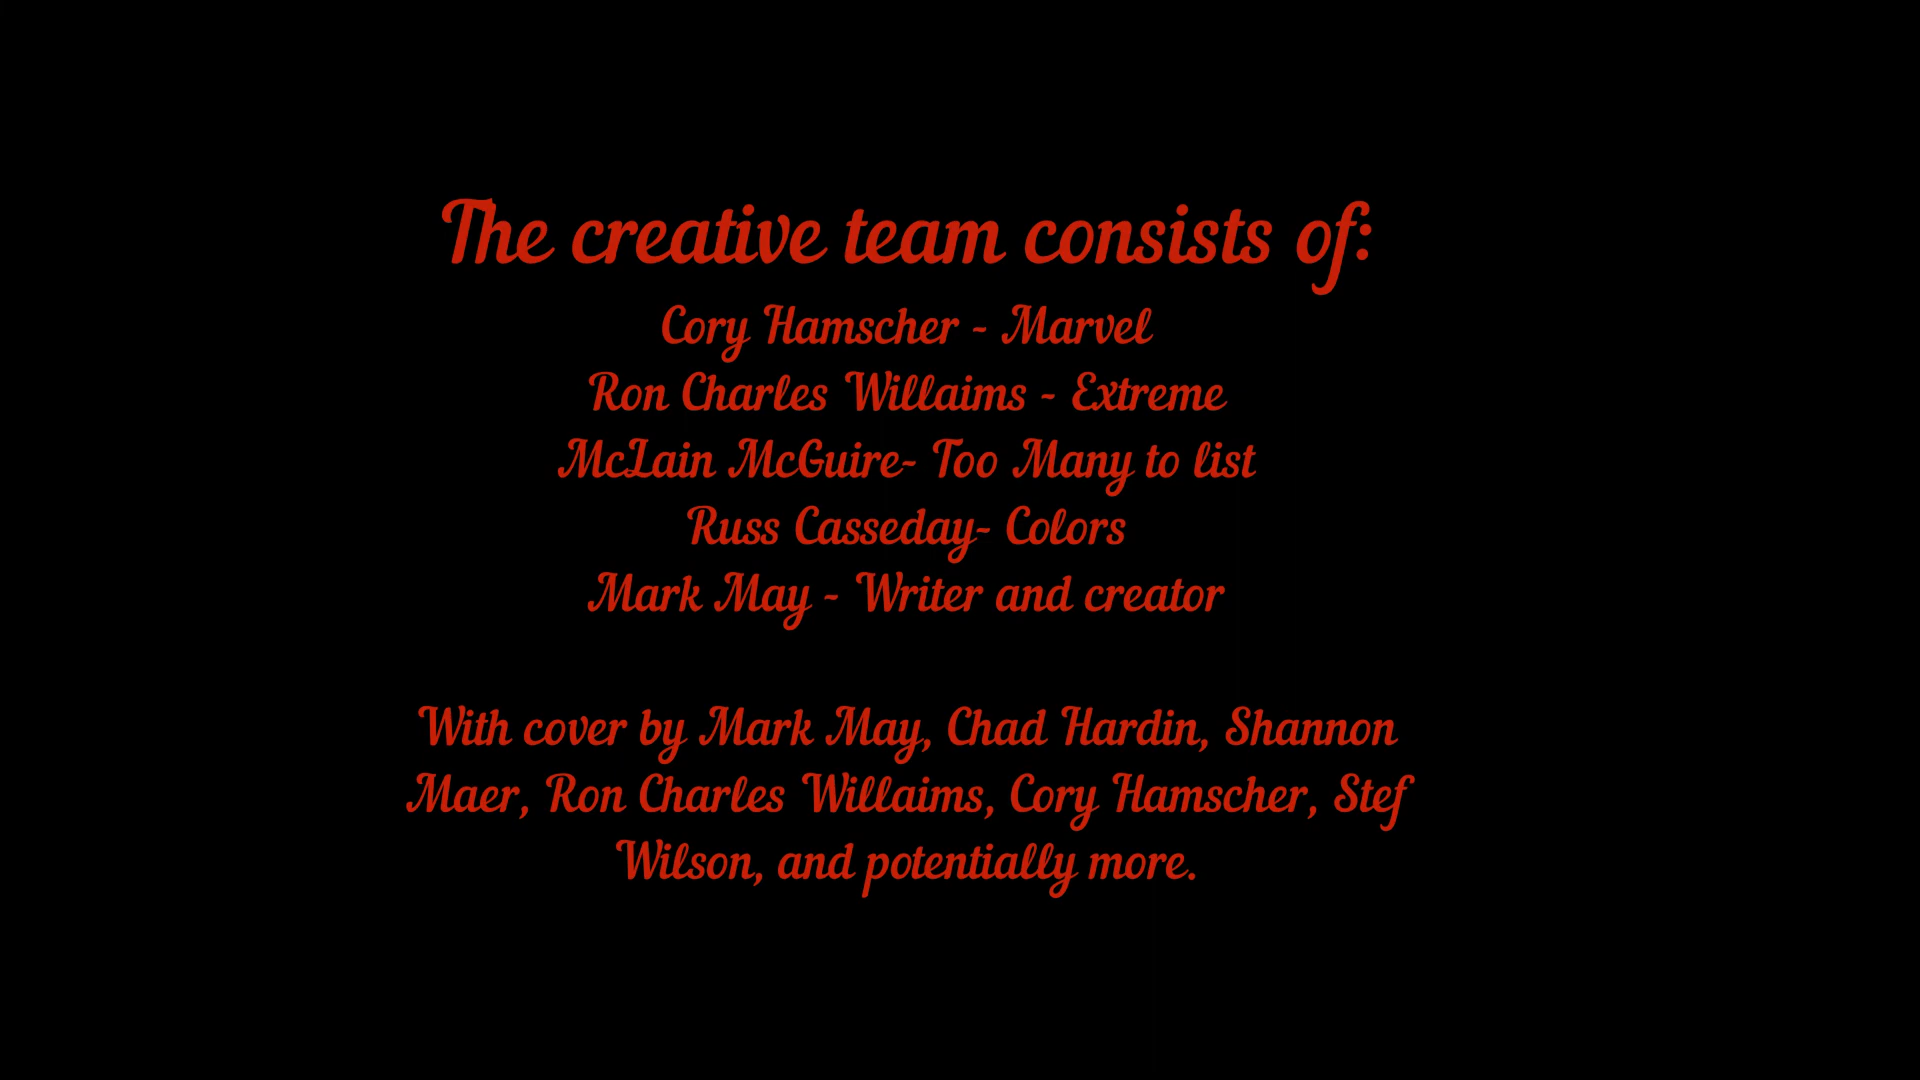 The creative team consists of:
Cory Hamscher - Marvel
Ron Charles Willaims - Extreme
McLain McGuire- Too Many to list
Russ Casseday- Colors
Mark May - Writer and creator
With cover by Mark May, Chad Hardin, Shannon
Maer, Ron Charles Willaims, Cory Hamscher, Stef
Wilson, and potentially more.